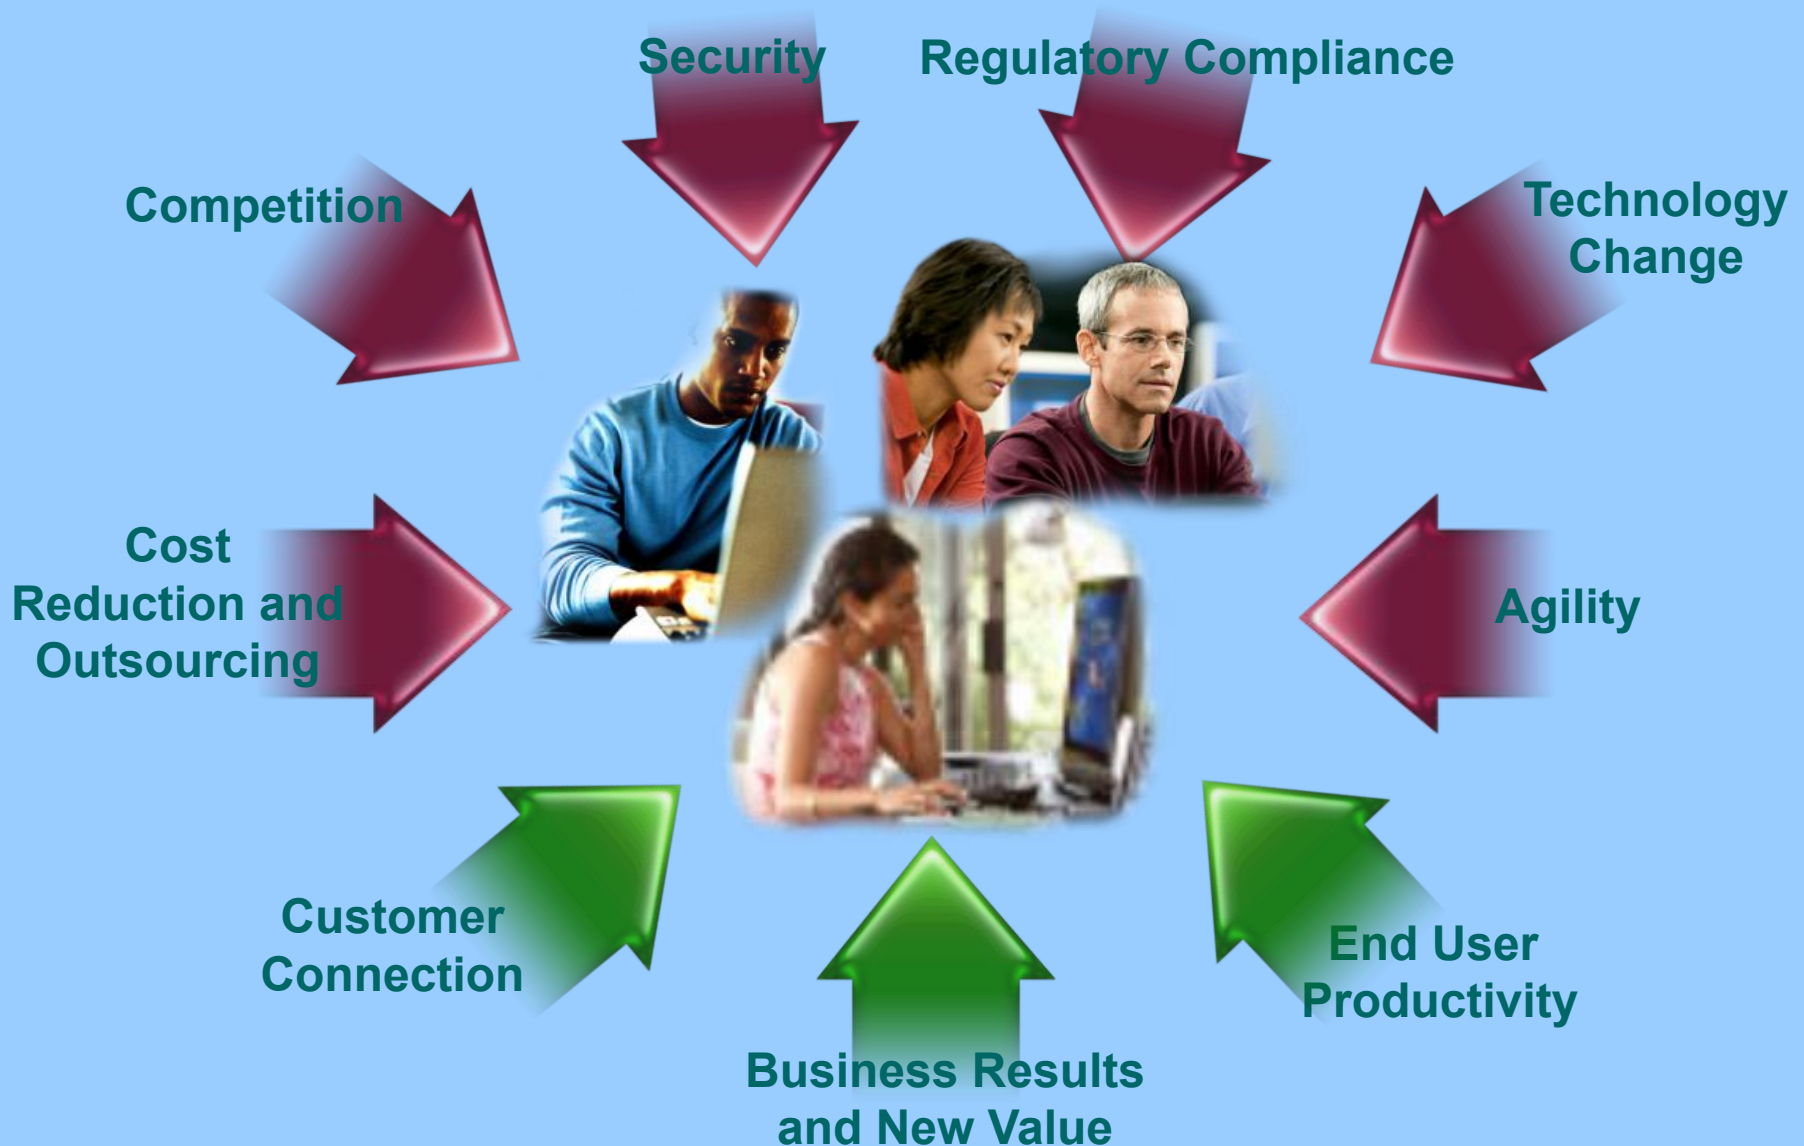 Security
Regulatory Compliance
Competition
Technology
Change
Cost
Reduction and
Outsourcing
Agility
Customer
Connection
End User
Productivity
Business Results
and New Value